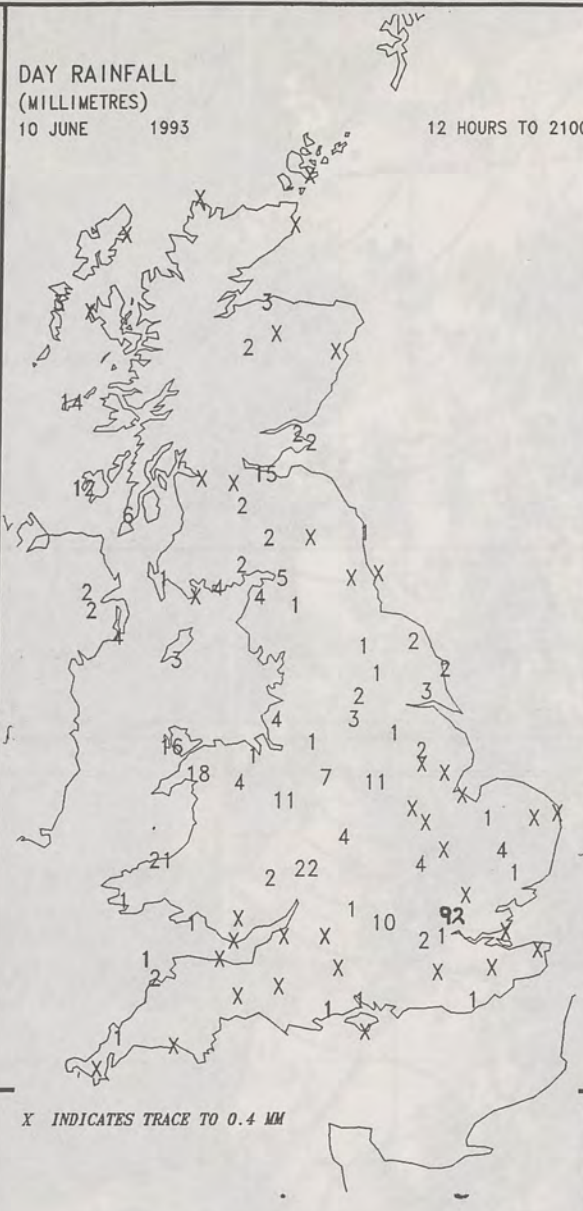 DAY RAINFALL
(MILLIMETRES)
10 JUNE 1993 12 HOURS TO 2100
X
X
X X
3
X X
2 X
14
2 2
15
X X
12 2
6
2 X 1
2 5 X X
2 1 4 4 1
2 X
4 1 2
3 1 2
2 3
4 3 1
16 1 1 2
X X
18 4 7 11
11 X
X X 1 X X
4 X 4
21 22 4 1
2 X
1 X 1 10 92
1 X X X 2 1 X
1 X X X
2 X X X
X 1 1 1
1 X X
X
X INDICATES TRACE TO 0.4 MM